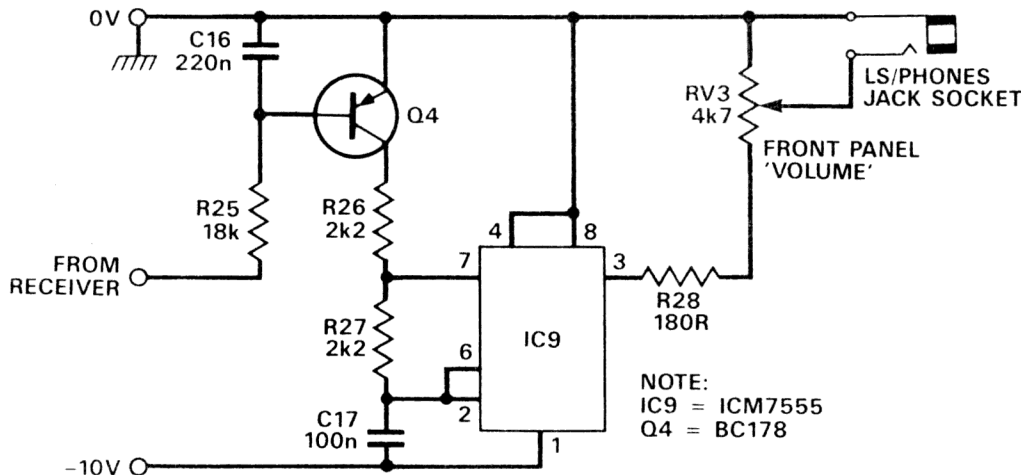 0V
C16
220n
Q4
R25
18k
R26
2k2
FROM
RECEIVER
R27
2k2
C17
100n
-10V
4
8
7
3
6
2
1
IC9
R28
180R
RV3
4k7
LS/PHONES
JACK SOCKET
FRONT PANEL
'VOLUME'
NOTE:
IC9 = ICM7555
Q4 = BC178